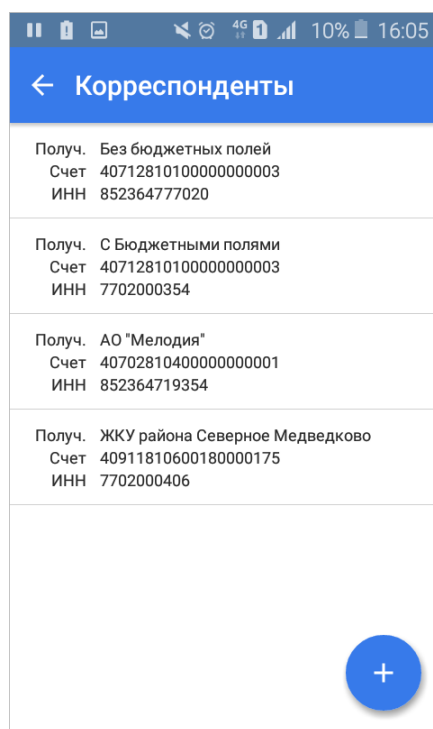 4G 1 10% 16:05
Корреспонденты
Получ. Без бюджетных полей
Счет 40712810100000000003
ИНН 852364777020
Получ. С Бюджетными полями
Счет 40712810100000000003
ИНН 7702000354
Получ. АО "Мелодия"
Счет 40702810400000000001
ИНН 852364719354
Получ. ЖКУ района Северное Медведково
Счет 40911810600180000175
ИНН 7702000406